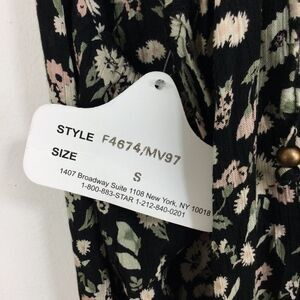 STYLE F4674/MV97
SIZE S
1407 Broadway Suite 1108 New York, NY 10018
1-800-883-STAR 1-212-840-0201